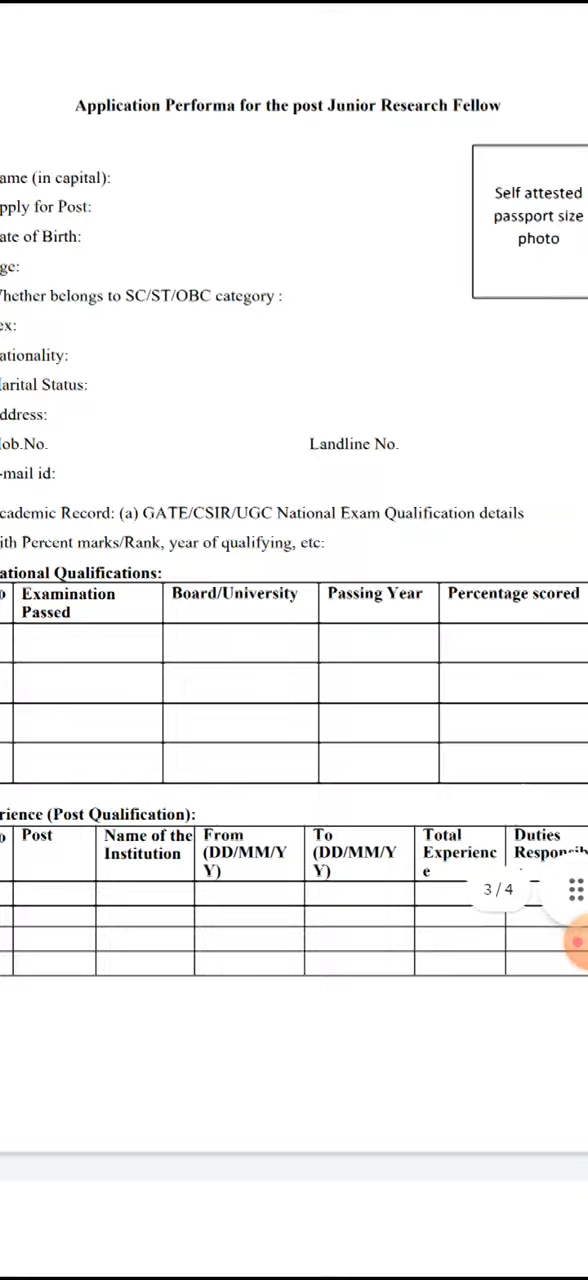 Application Performa for the post Junior Research Fellow
Self attested
passport size
photo
ame (in capital):
pply for Post:
ate of Birth:
ge:
hether belongs to SC/ST/OBC category :
ex:
ationality:
arital Status:
ddress:
ob.No. Landline No.
-mail id:
cademic Record: (a) GATE/CSIR/UGC National Exam Qualification details
ith Percent marks/Rank, year of qualifying, etc:
ational Qualifications:
o Examination Passed Board/University Passing Year Percentage scored
rience (Post Qualification):
o Post Name of the From To Total Duties
Institution (DD/MM/Y (DD/MM/Y Experienc
Y) Y) e
3 / 4